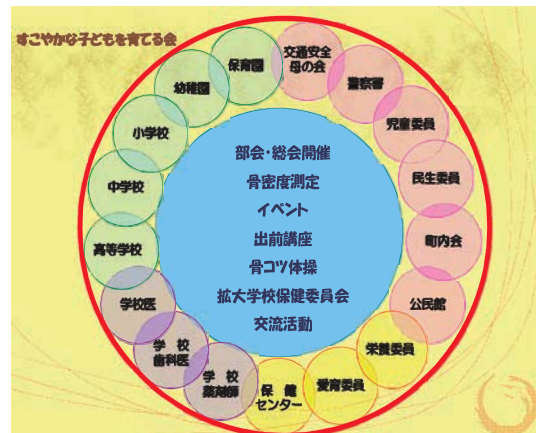 すこやかな子どもを育てる会
保育園
交通安全
母の会
警察署
児童委員
民生委員
町内会
公民館
栄養委員
愛育委員
保 健
センター
学 校
薬剤師
学 校
歯科医
学校医
高等学校
中学校
小学校
幼稚園
部会・総会開催
骨密度測定
イベント
出前講座
骨コツ体操
拡大学校保健委員会
交流活動